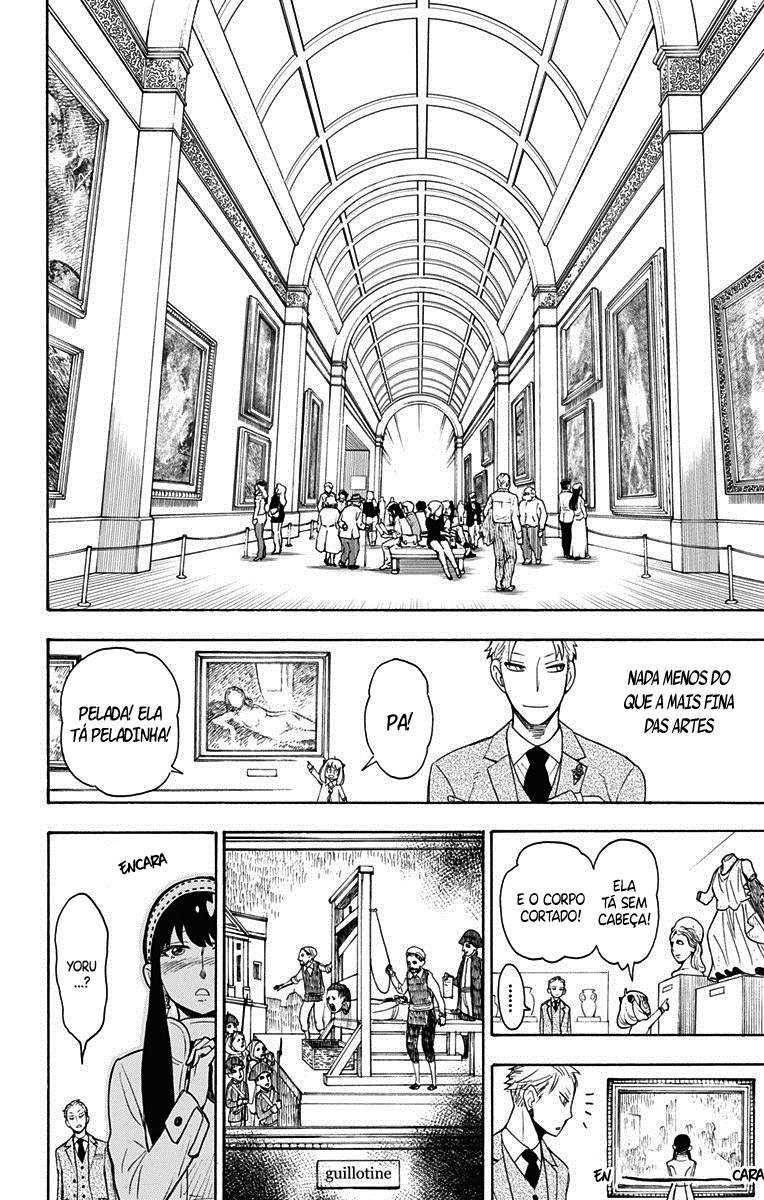 NADA MENOS DO
QUE A MAIS FINA
DAS ARTES
PA!
PELADA! ELA
TÁ PELADINHA!
ELA
TÁ SEM
CABEÇA!
E O CORPO
CORTADO!
......
EN
CARA
guillotine
ENCARA
YORU
...?